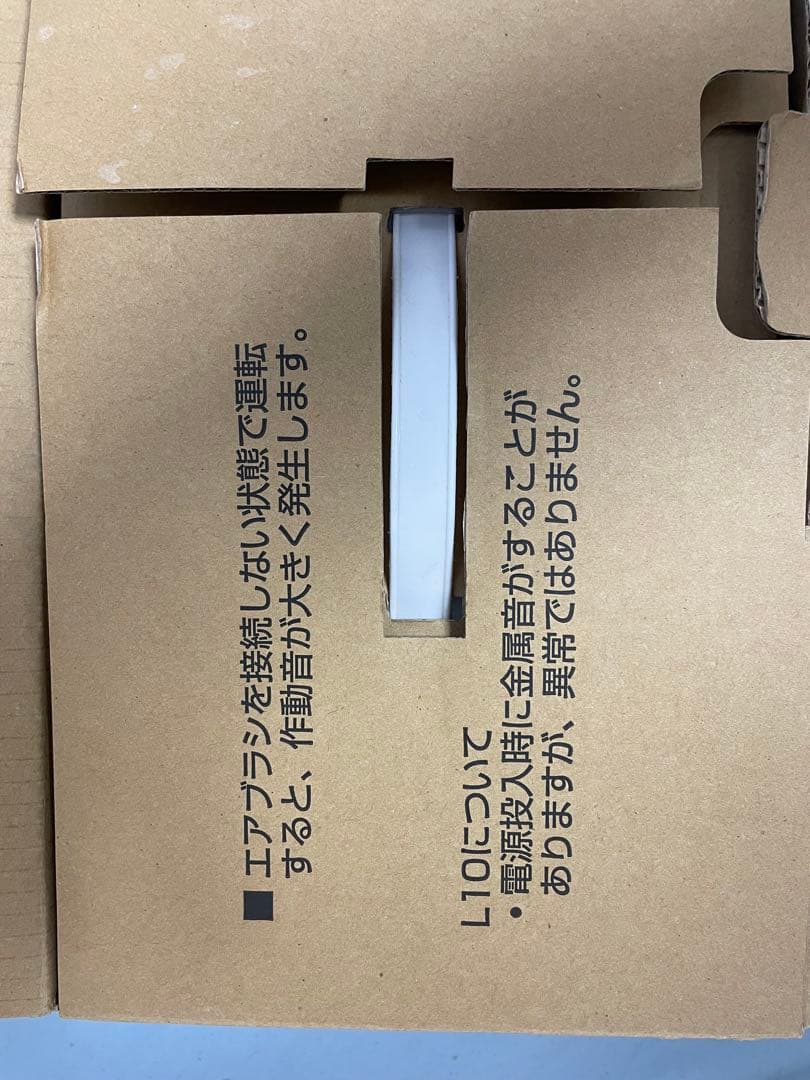 ■ エアブラシを接続しない状態で運転
すると、作動音が大きく発生します。
L10について
・電源投入時に金属音がすることが
ありますが、異常ではありません。